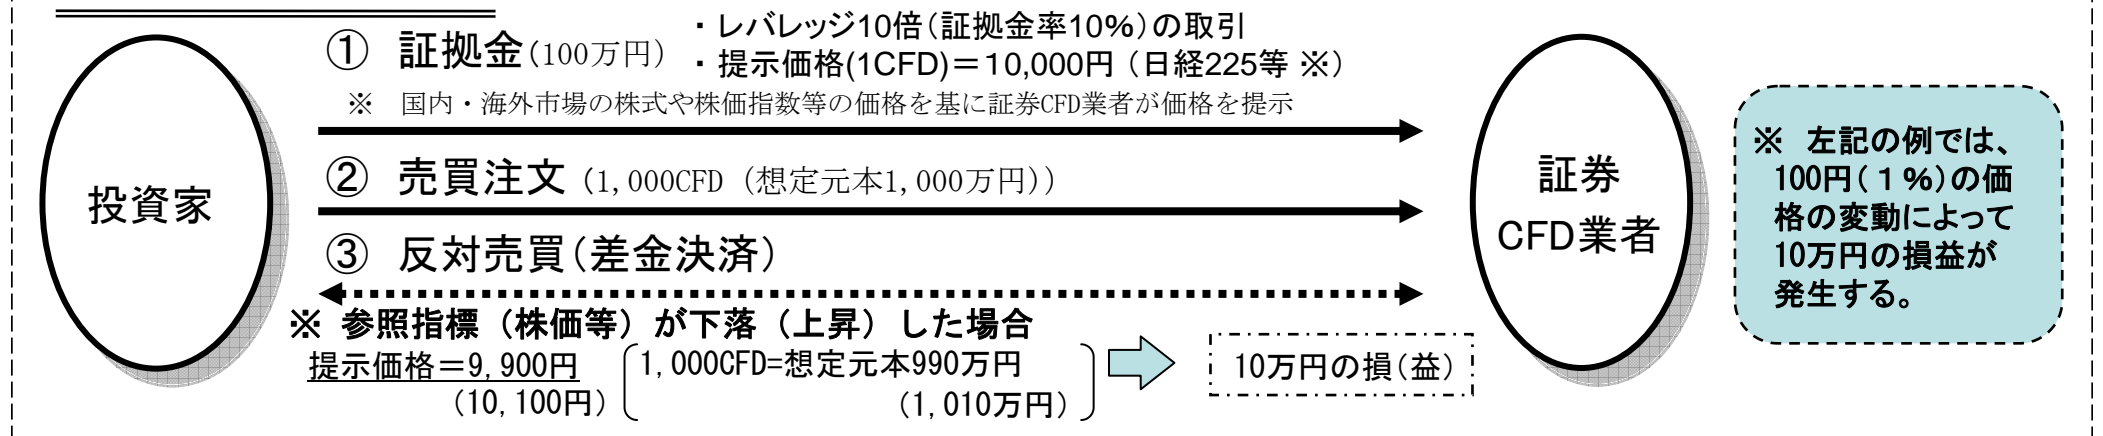 ・レバレッジ10倍（証拠金率10%）の取引
① 証拠金（100万円）
・提示価格(1CFD)＝10,000円（日経225等 ※）
※ 国内・海外市場の株式や株価指数等の価格を基に証券CFD業者が価格を提示
② 売買注文（1,000CFD（想定元本1,000万円））
③ 反対売買（差金決済）
投資家
証券
CFD業者
※ 参照指標（株価等）が下落（上昇）した場合
提示価格＝9,900円
（10,100円）
1,000CFD=想定元本990万円
（1,010万円）
10万円の損（益）
※ 左記の例では、
100円（１%）の価
格の変動によって
10万円の損益が
発生する。